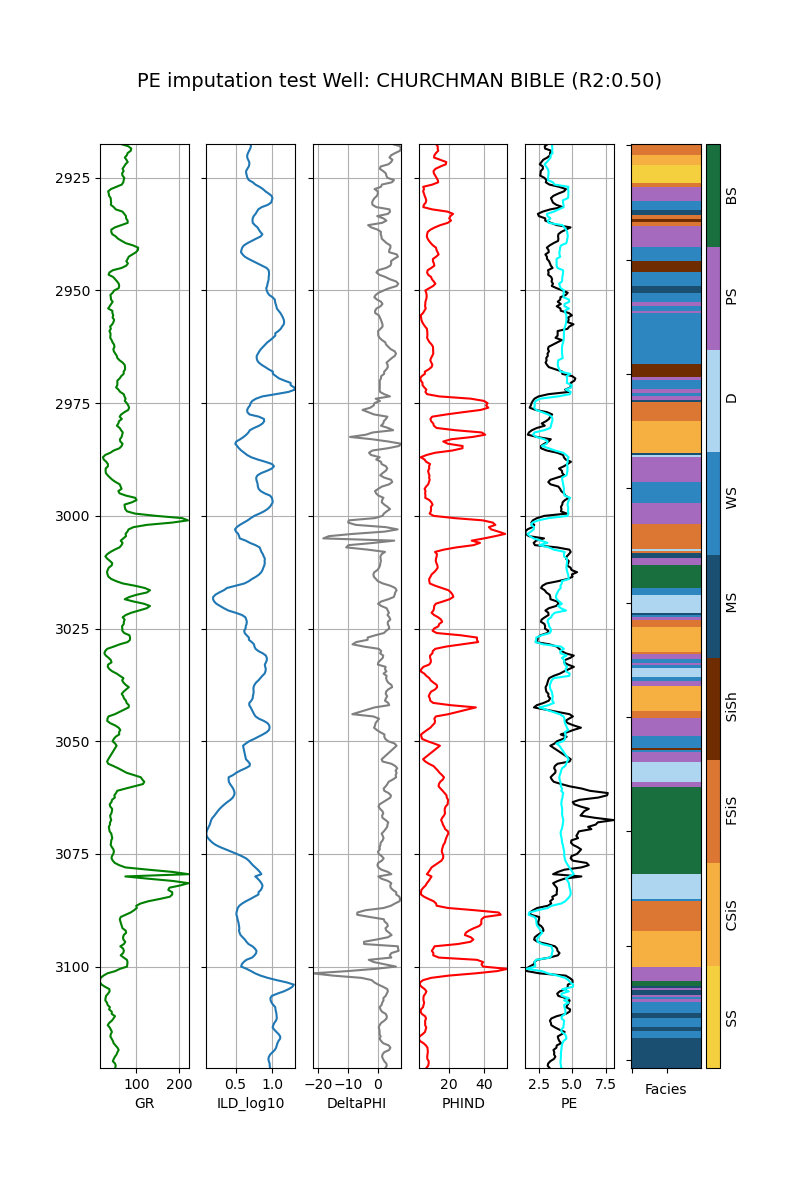 PE imputation test Well: CHURCHMAN BIBLE (R2:0.50)
2925
2950
2975
3000
3025
3050
3075
3100
100 200
0.5 1.0
−20 −10 0
20 40
2.5 5.0 7.5
GR
ILD_log10
DeltaPHI
PHIND
PE
Facies
BS
PS
D
WS
MS
SiSh
FSiS
CSiS
SS